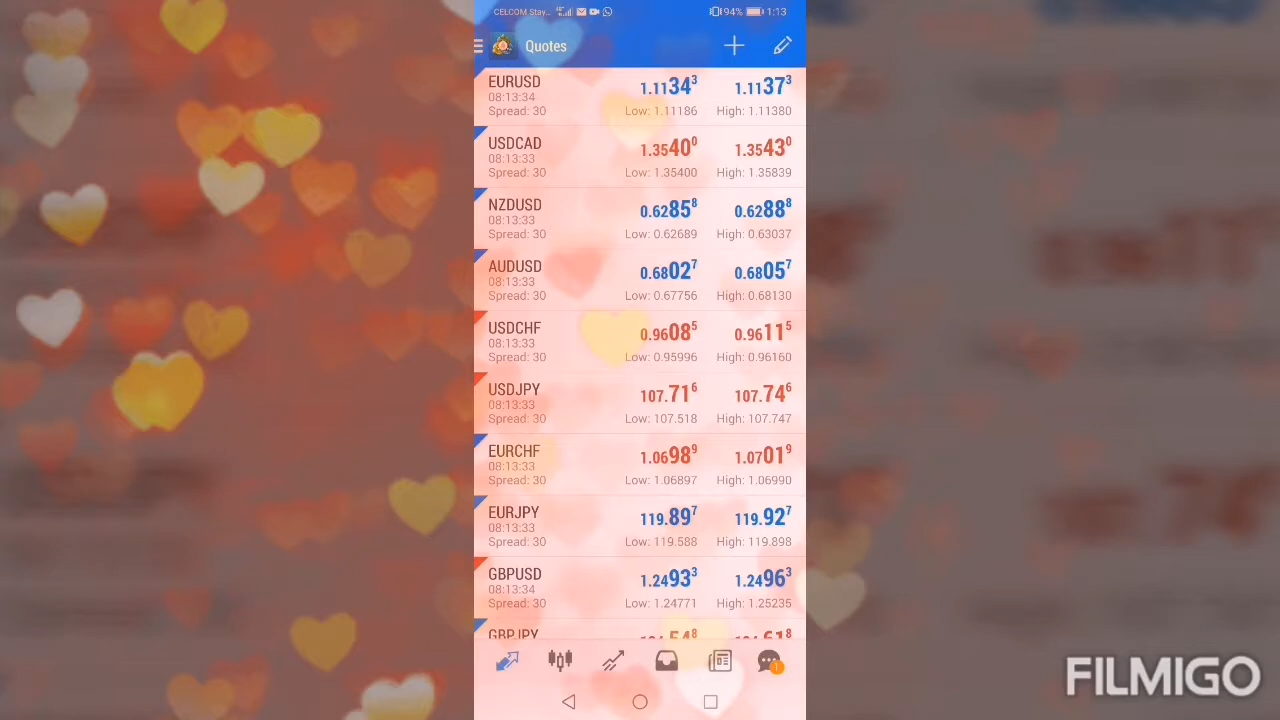 CELCOM Stay... 94% 1:13
Quotes
EURUSD 1.11343 1.11373
08:13:34
Spread: 30 Low: 1.11186 High: 1.11380
USDCAD 1.35400 1.35430
08:13:33
Spread: 30 Low: 1.35400 High: 1.35839
NZDUSD 0.62858 0.62888
08:13:33
Spread: 30 Low: 0.62689 High: 0.63037
AUDUSD 0.68027 0.68057
08:13:33
Spread: 30 Low: 0.67756 High: 0.68130
USDCHF 0.96085 0.96115
08:13:33
Spread: 30 Low: 0.95996 High: 0.96160
USDJPY 107.716 107.746
08:13:33
Spread: 30 Low: 107.518 High: 107.747
EURCHF 1.06989 1.07019
08:13:33
Spread: 30 Low: 1.06897 High: 1.06990
EURJPY 119.897 119.927
08:13:33
Spread: 30 Low: 119.588 High: 119.898
GBPUSD 1.24933 1.24963
08:13:34
Spread: 30 Low: 1.24771 High: 1.25235
GBPJPY
1
FILMIGO